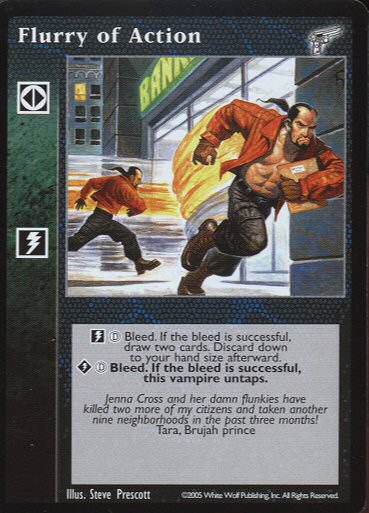 Flurry of Action
BANK
Ⓓ Bleed. If the bleed is successful,
draw two cards. Discard down
to your hand size afterward.
Ⓓ Bleed. If the bleed is successful,
this vampire untaps.
Jenna Cross and her damn flunkies have
killed two more of my citizens and taken another
nine neighborhoods in the past three months!
Tara, Brujah prince
Illus. Steve Prescott
©2005 White Wolf Publishing, Inc. All Rights Reserved.